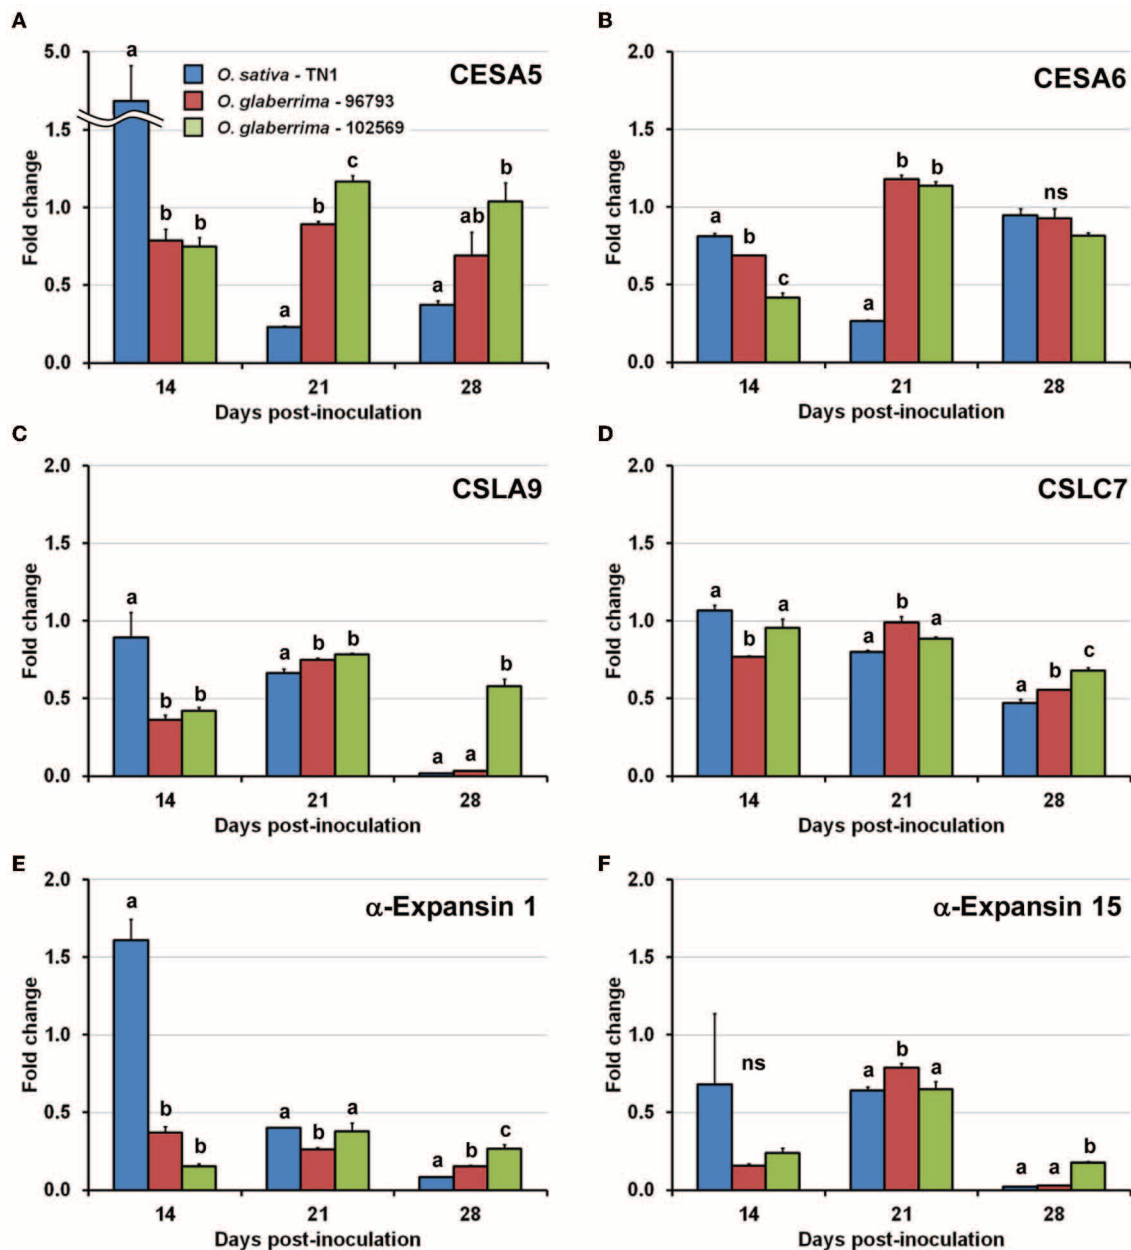 A
5.0
1.5
1.0
0.5
0.0
Fold change
a
b
b
a
b
c
a
ab
b
O. sativa - TN1
O. glaberrima - 96793
O. glaberrima - 102569
CESA5
14
21
28
Days post-inoculation
B
2.0
1.5
1.0
0.5
0.0
Fold change
a
b
c
a
b
b
ns
CESA6
14
21
28
Days post-inoculation
C
2.0
1.5
1.0
0.5
0.0
Fold change
a
b
b
a
b
b
a
a
b
CSLA9
14
21
28
Days post-inoculation
D
2.0
1.5
1.0
0.5
0.0
Fold change
a
b
a
a
b
a
a
b
c
CSLC7
14
21
28
Days post-inoculation
E
2.0
1.5
1.0
0.5
0.0
Fold change
a
b
b
a
b
a
a
b
c
α-Expansin 1
14
21
28
Days post-inoculation
F
2.0
1.5
1.0
0.5
0.0
Fold change
ns
a
b
a
a
a
b
α-Expansin 15
14
21
28
Days post-inoculation